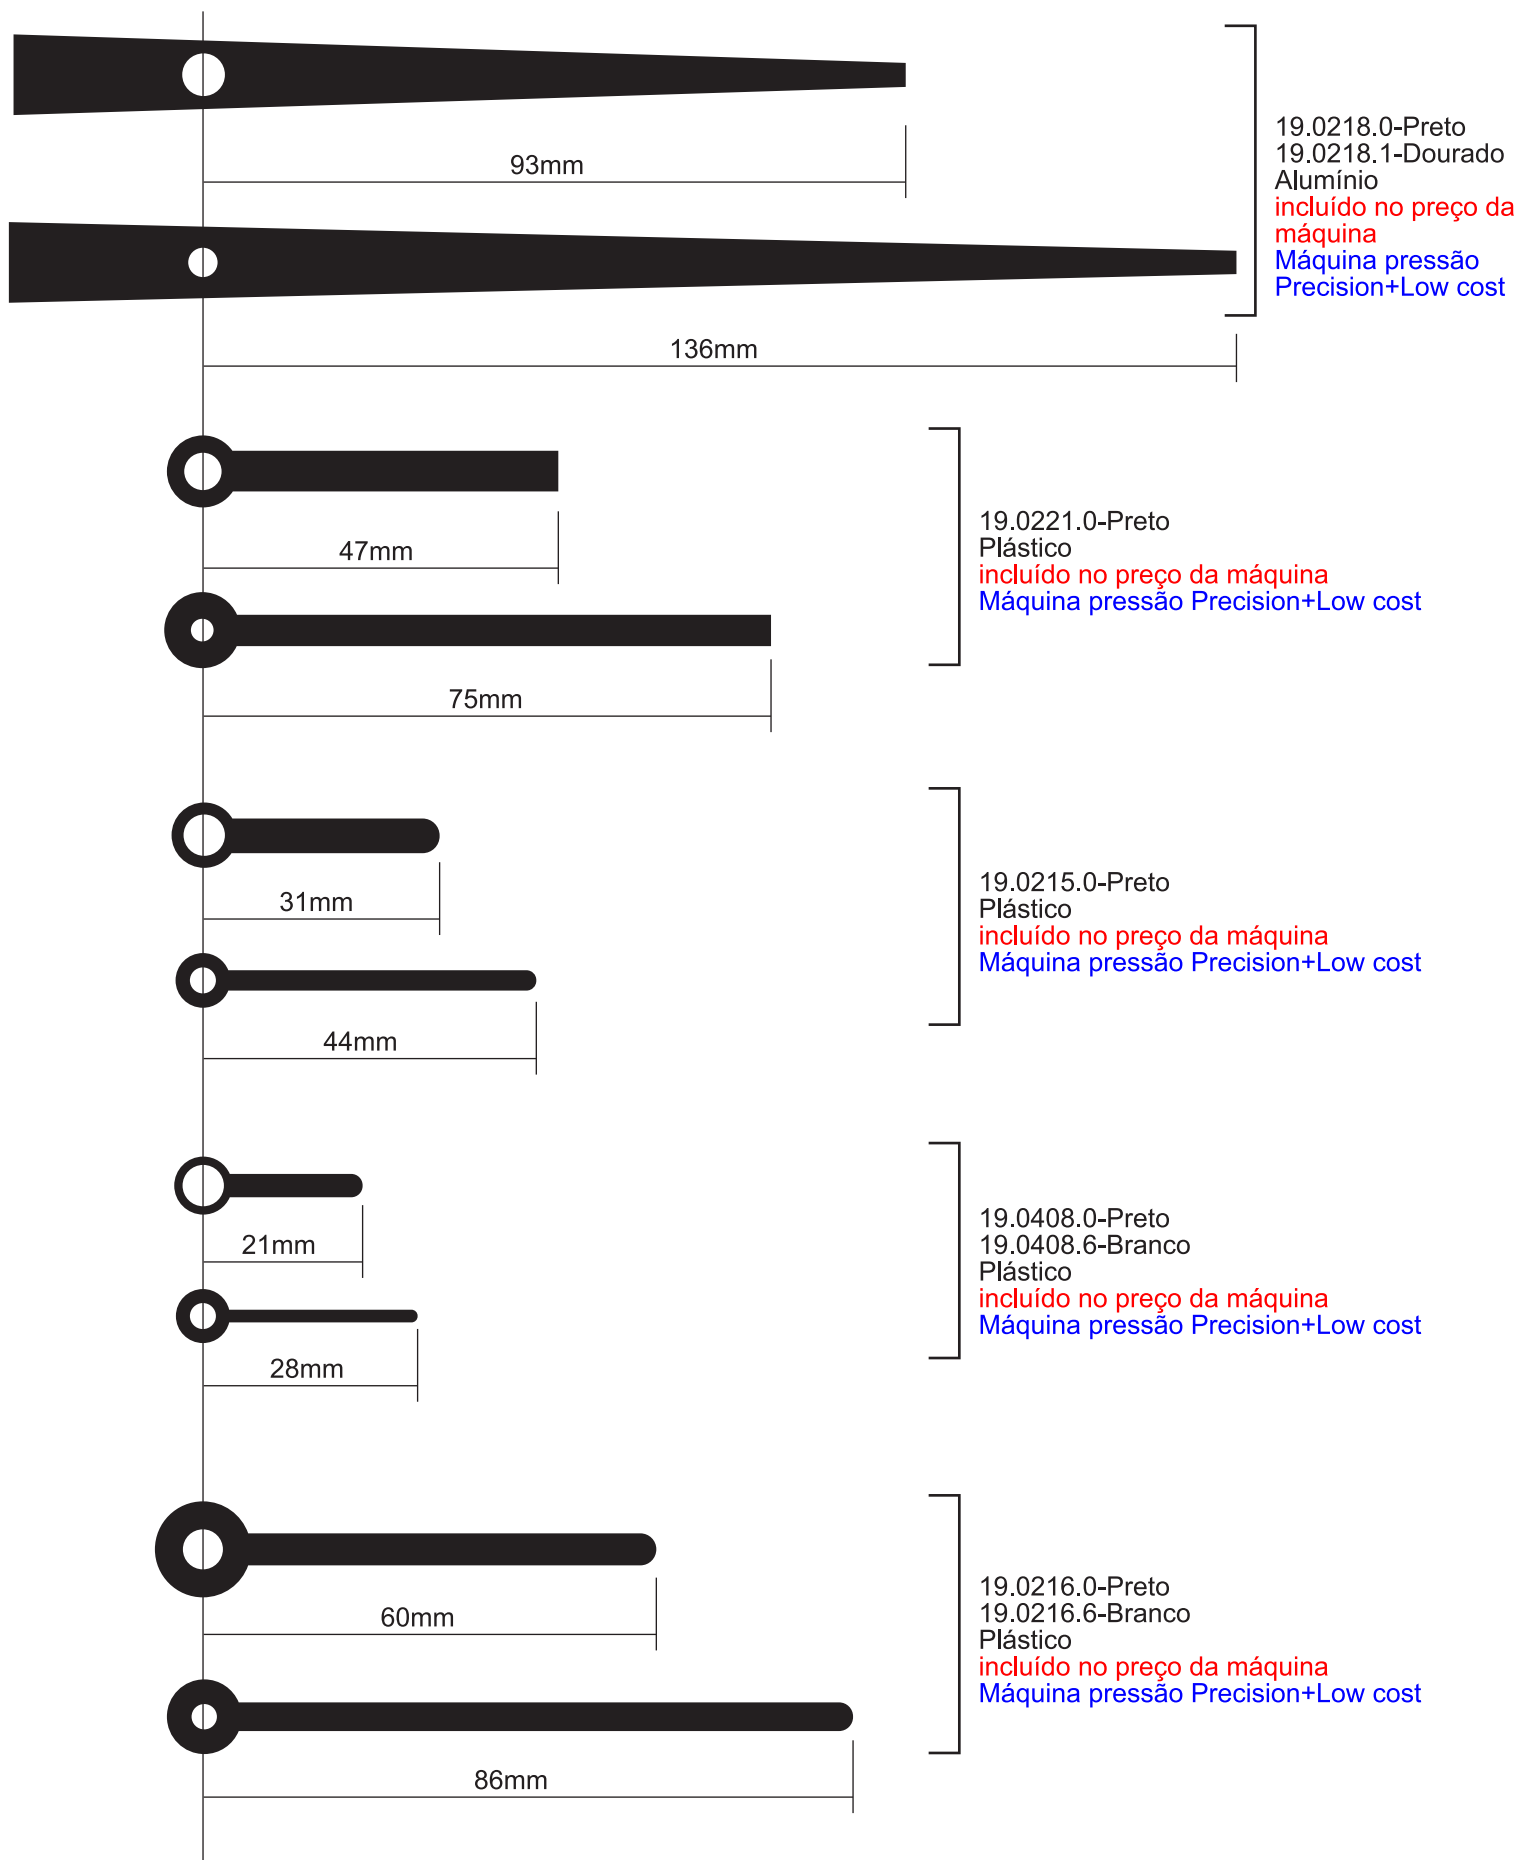 93mm
136mm
19.0218.0-Preto
19.0218.1-Dourado
Alumínio
incluído no preço da
máquina
Máquina pressão
Precision+Low cost
47mm
75mm
19.0221.0-Preto
Plástico
incluído no preço da máquina
Máquina pressão Precision+Low cost
31mm
44mm
19.0215.0-Preto
Plástico
incluído no preço da máquina
Máquina pressão Precision+Low cost
21mm
28mm
19.0408.0-Preto
19.0408.6-Branco
Plástico
incluído no preço da máquina
Máquina pressão Precision+Low cost
60mm
86mm
19.0216.0-Preto
19.0216.6-Branco
Plástico
incluído no preço da máquina
Máquina pressão Precision+Low cost